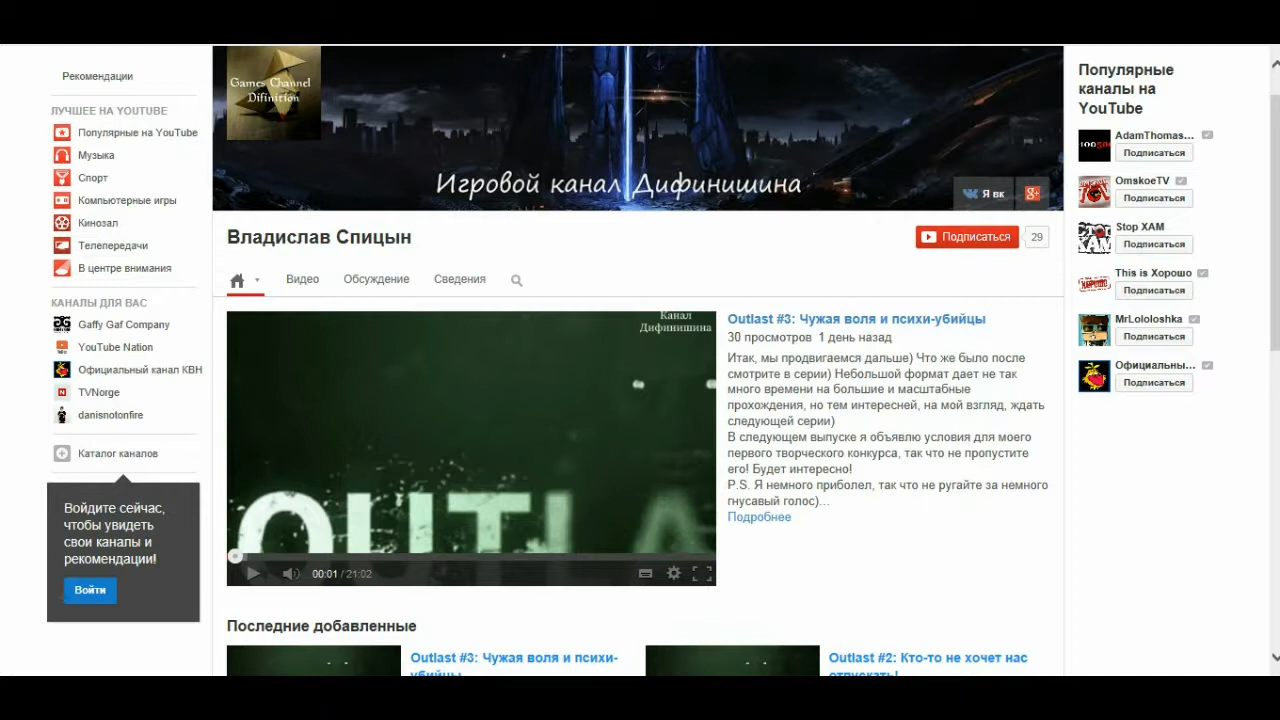 Рекомендации
ЛУЧШЕЕ НА YOUTUBE
Популярные на YouTube
Музыка
Спорт
Компьютерные игры
Кинозал
Телепередачи
В центре внимания
КАНАЛЫ ДЛЯ ВАС
Gaffy Gaf Company
YouTube Nation
Официальный канал КВН
TVNorge
danisnotonfire
Каталог каналов
Войдите сейчас,
чтобы увидеть
свои каналы и
рекомендации!
Войти
Games Channel
Difinition
Игровой канал Дифинишина
Я вк
Владислав Спицын
Подписаться
29
Видео
Обсуждение
Сведения
Канал
Дифинишина
OUTLA
00:01 / 21:02
Outlast #3: Чужая воля и психи-убийцы
30 просмотров 1 день назад
Итак, мы продвигаемся дальше) Что же было после
смотрите в серии) Небольшой формат дает не так
много времени на большие и масштабные
прохождения, но тем интересней, на мой взгляд, ждать
следующей серии)
В следующем выпуске я объявлю условия для моего
первого творческого конкурса, так что не пропустите
его! Будет интересно!
P.S. Я немного приболел, так что не ругайте за немного
гнусавый голос)...
Подробнее
Последние добавленные
Outlast #3: Чужая воля и психи-
убийцы
Outlast #2: Кто-то не хочет нас
отпускать!
Популярные
каналы на
YouTube
AdamThomas...
Подписаться
OmskoeTV
Подписаться
Stop ХАМ
Подписаться
This is Хорошо
Подписаться
MrLololoshka
Подписаться
Официальны...
Подписаться